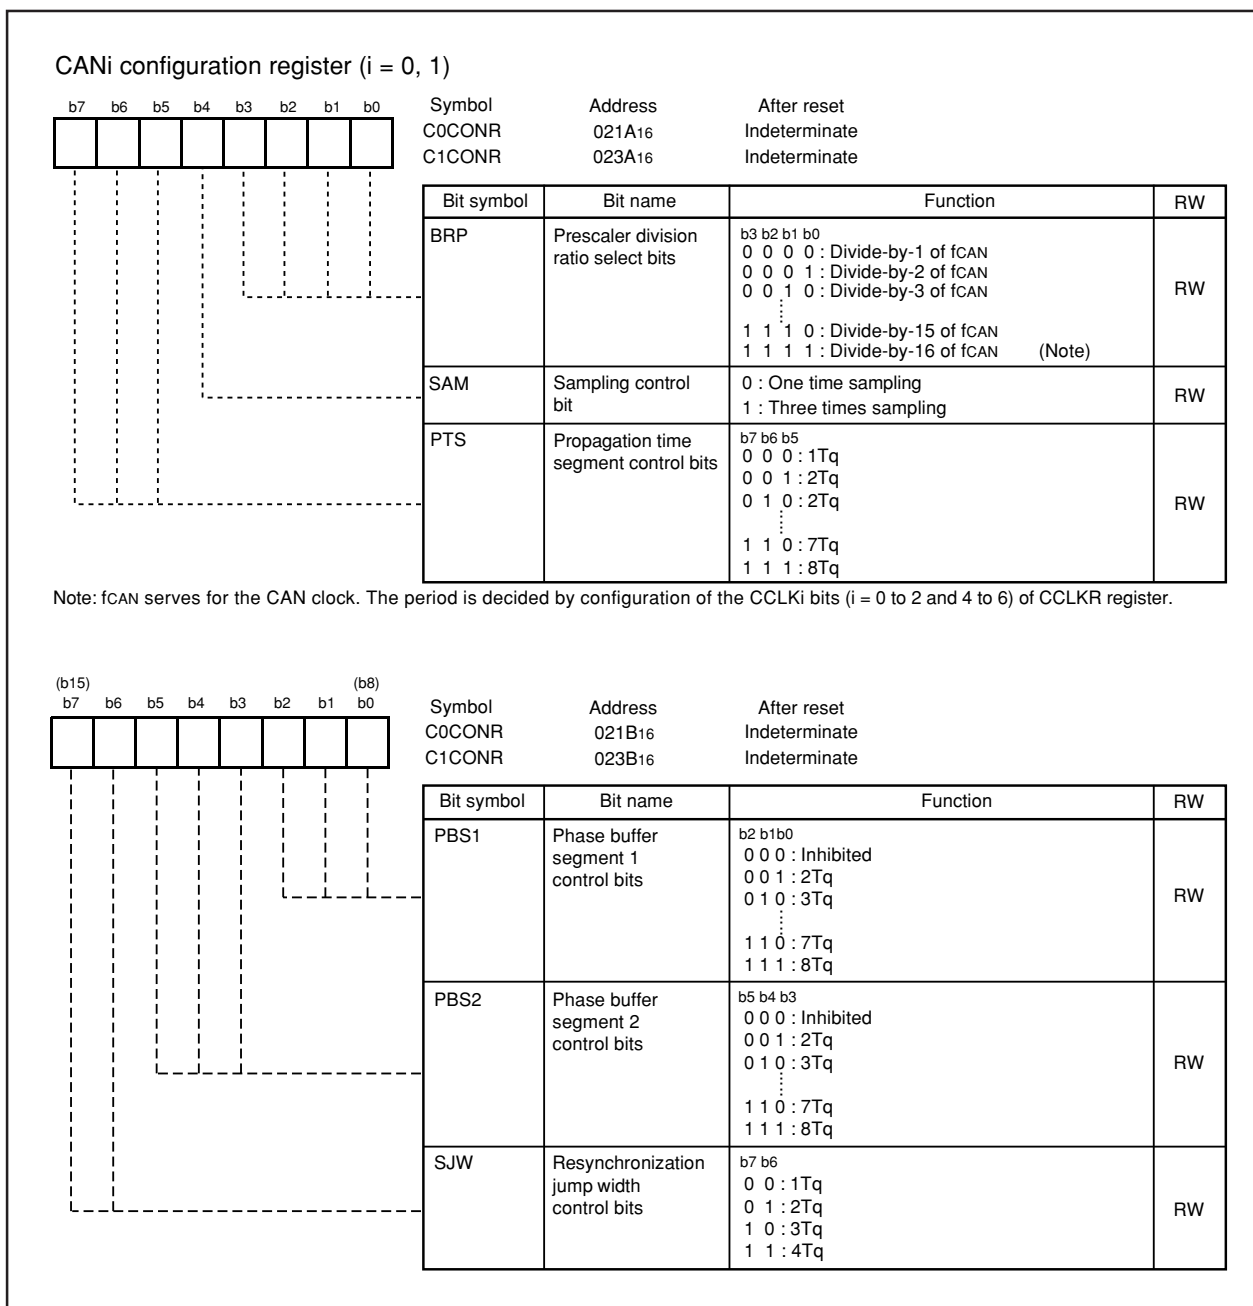 CANi configuration register (i = 0, 1)
b7 b6 b5 b4 b3 b2 b1 b0
Symbol Address After reset
C0CONR 021A16 Indeterminate
C1CONR 023A16 Indeterminate
Bit symbol Bit name Function RW
BRP Prescaler division ratio select bits RW
b3 b2 b1 b0
0 0 0 0 : Divide-by-1 of fCAN
0 0 0 1 : Divide-by-2 of fCAN
0 0 1 0 : Divide-by-3 of fCAN
1 1 1 0 : Divide-by-15 of fCAN
1 1 1 1 : Divide-by-16 of fCAN (Note)
SAM Sampling control bit RW
0 : One time sampling
1 : Three times sampling
PTS Propagation time segment control bits RW
b7 b6 b5
0 0 0 : 1Tq
0 0 1 : 2Tq
0 1 0 : 2Tq
1 1 0 : 7Tq
1 1 1 : 8Tq
Note: fCAN serves for the CAN clock. The period is decided by configuration of the CCLKi bits (i = 0 to 2 and 4 to 6) of CCLKR register.
(b15) (b8)
b7 b6 b5 b4 b3 b2 b1 b0
Symbol Address After reset
C0CONR 021B16 Indeterminate
C1CONR 023B16 Indeterminate
Bit symbol Bit name Function RW
PBS1 Phase buffer segment 1 control bits RW
b2 b1b0
0 0 0 : Inhibited
0 0 1 : 2Tq
0 1 0 : 3Tq
1 1 0 : 7Tq
1 1 1 : 8Tq
PBS2 Phase buffer segment 2 control bits RW
b5 b4 b3
0 0 0 : Inhibited
0 0 1 : 2Tq
0 1 0 : 3Tq
1 1 0 : 7Tq
1 1 1 : 8Tq
SJW Resynchronization jump width control bits RW
b7 b6
0 0 : 1Tq
0 1 : 2Tq
1 0 : 3Tq
1 1 : 4Tq